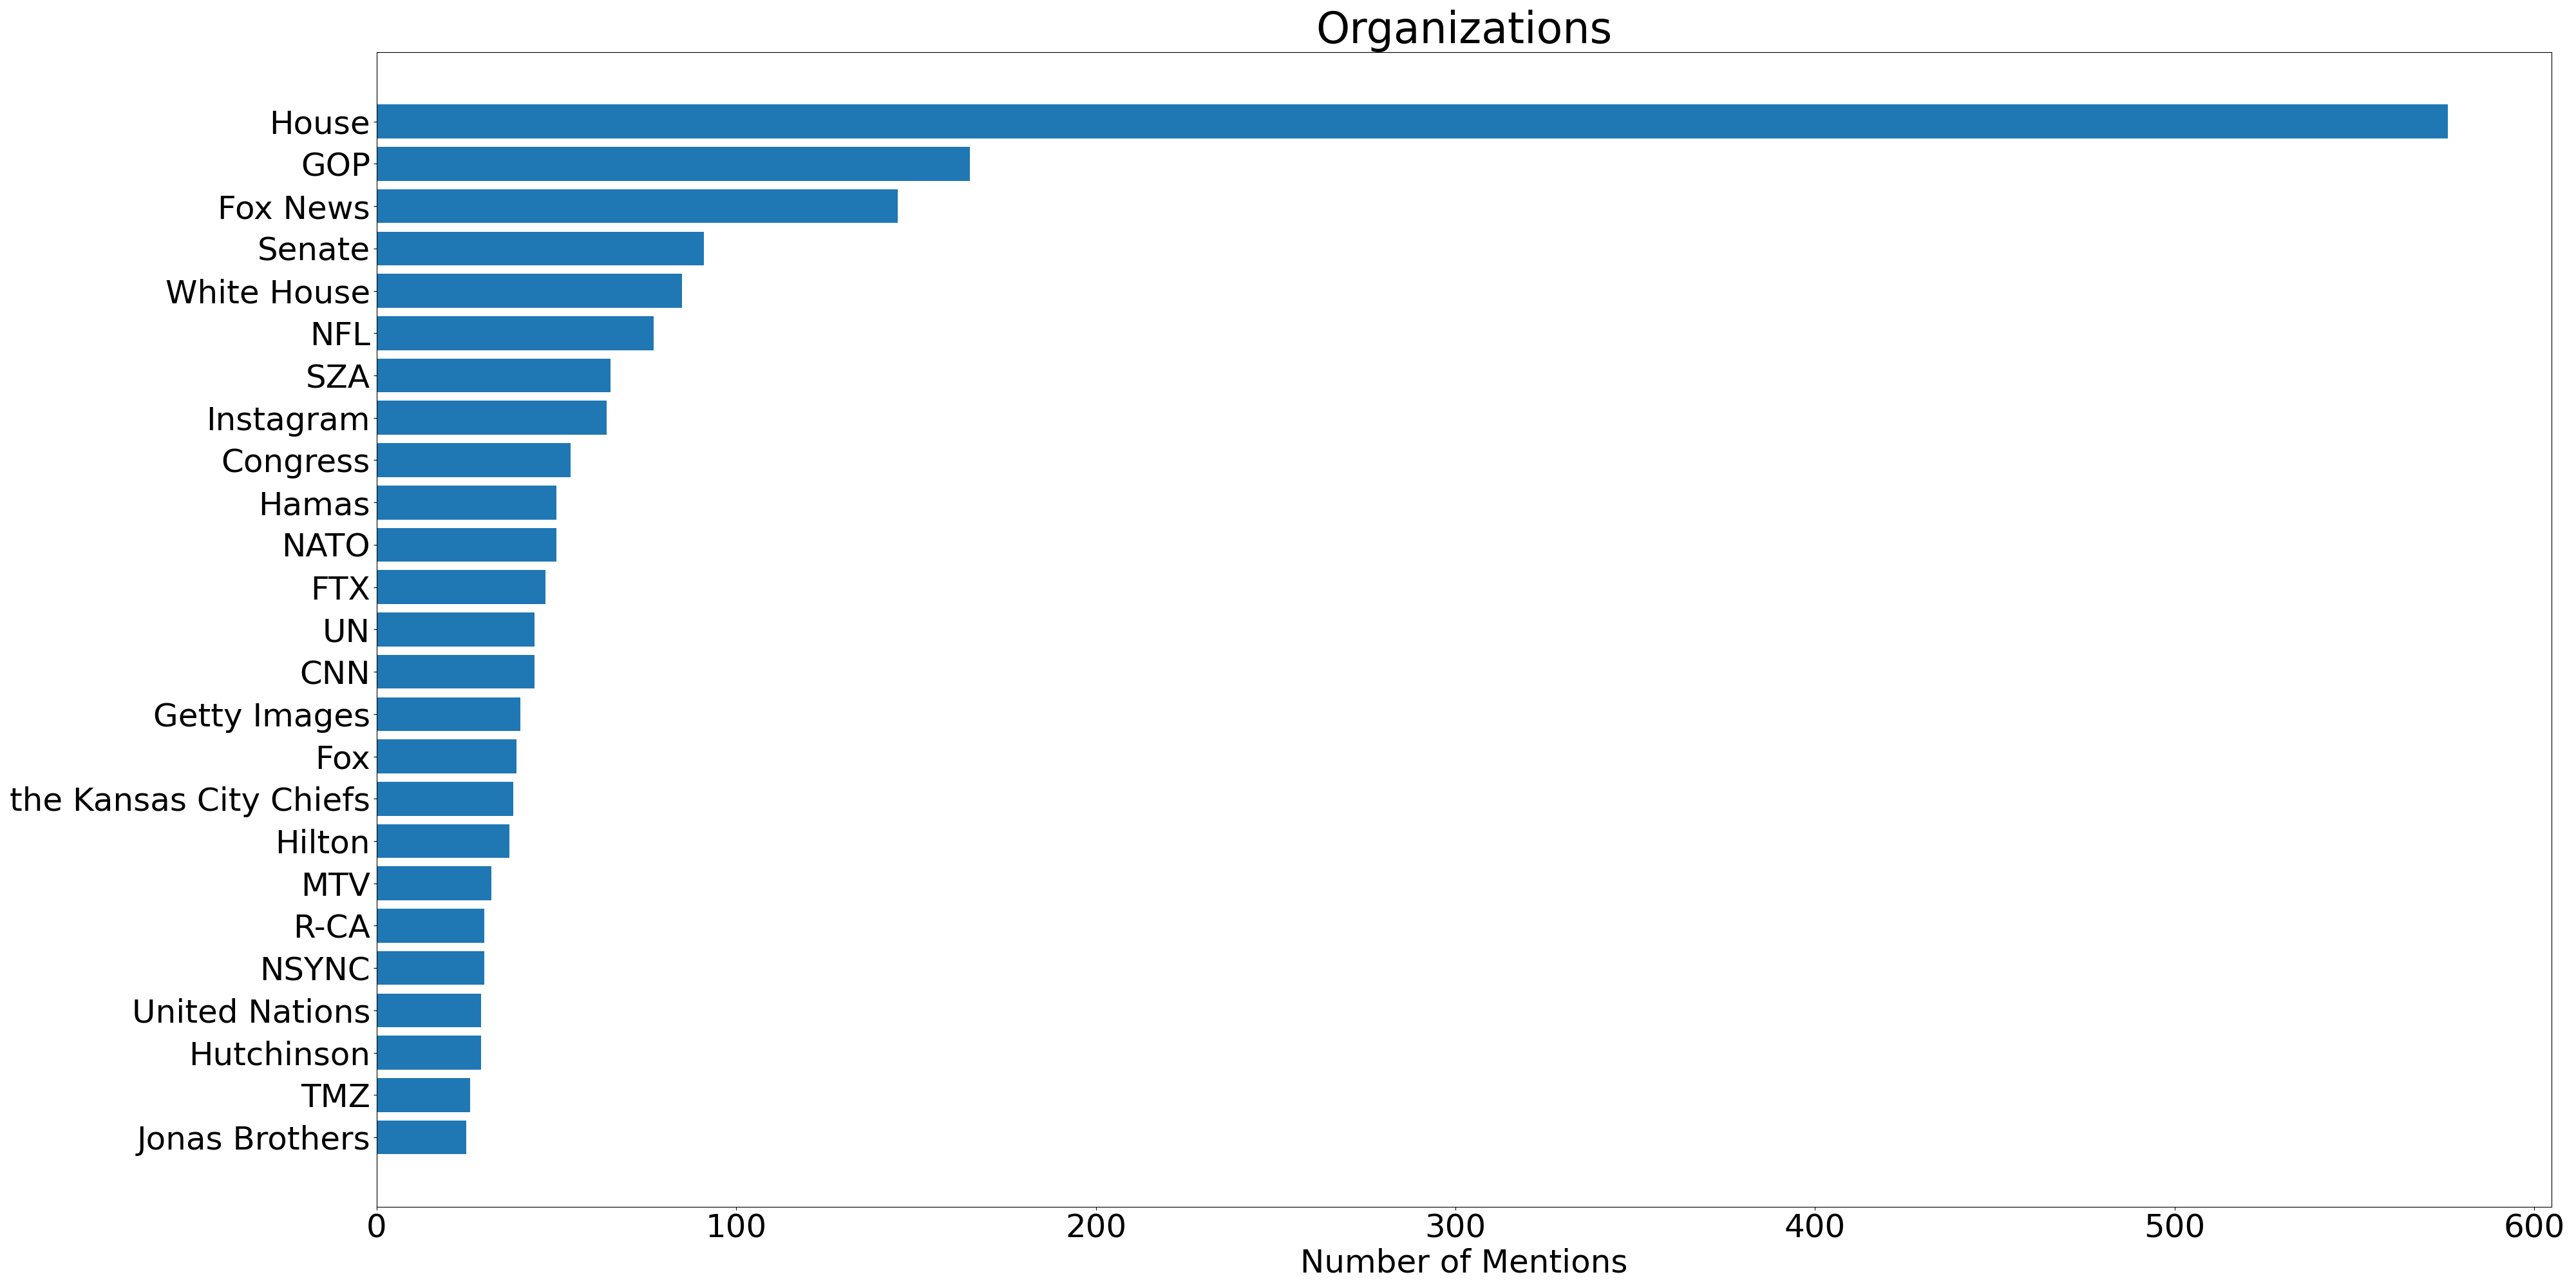 Organizations
House
GOP
Fox News
Senate
White House
NFL
SZA
Instagram
Congress
Hamas
NATO
FTX
UN
CNN
Getty Images
Fox
the Kansas City Chiefs
Hilton
MTV
R-CA
NSYNC
United Nations
Hutchinson
TMZ
Jonas Brothers
0 100 200 300 400 500 600
Number of Mentions